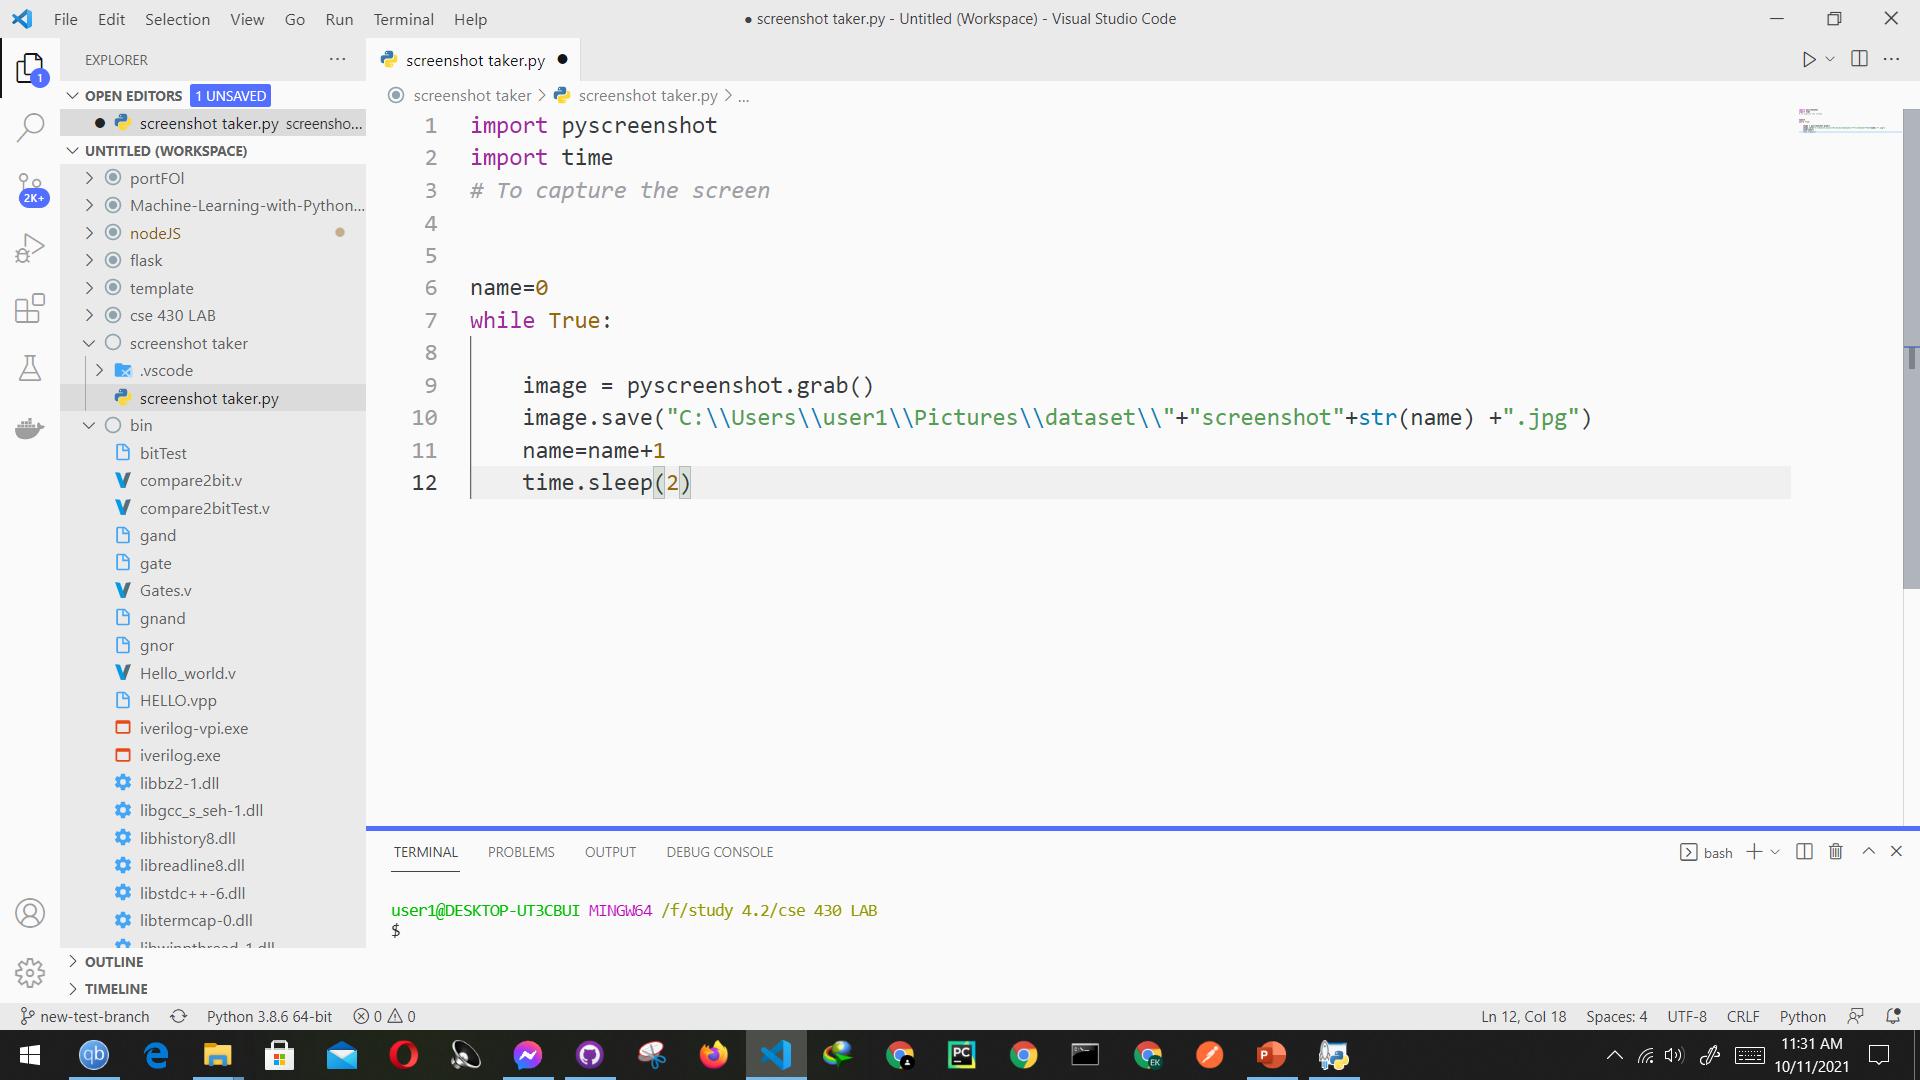 File Edit Selection View Go Run Terminal Help
● screenshot taker.py - Untitled (Workspace) - Visual Studio Code
EXPLORER
OPEN EDITORS 1 UNSAVED
screenshot taker.py screensho...
UNTITLED (WORKSPACE)
portFOl
Machine-Learning-with-Python...
nodeJS
flask
template
cse 430 LAB
screenshot taker
.vscode
screenshot taker.py
bin
bitTest
compare2bit.v
compare2bitTest.v
gand
gate
Gates.v
gnand
gnor
Hello_world.v
HELLO.vpp
iverilog-vpi.exe
iverilog.exe
libbz2-1.dll
libgcc_s_seh-1.dll
libhistory8.dll
libreadline8.dll
libstdc++-6.dll
libtermcap-0.dll
libwinpthread-1.dll
OUTLINE
TIMELINE
1
2K+
screenshot taker.py ●
screenshot taker > screenshot taker.py > ...
1 import pyscreenshot
2 import time
3 # To capture the screen
4
5
6 name=0
7 while True:
8
9 image = pyscreenshot.grab()
10 image.save("C:\\Users\\user1\\Pictures\\dataset\\"+"screenshot"+str(name) +".jpg")
11 name=name+1
12 time.sleep(2)
TERMINAL PROBLEMS OUTPUT DEBUG CONSOLE
bash
user1@DESKTOP-UT3CBUI MINGW64 /f/study 4.2/cse 430 LAB
$
new-test-branch Python 3.8.6 64-bit 0 0
Ln 12, Col 18 Spaces: 4 UTF-8 CRLF Python
qb
PC
EK
P
11:31 AM
10/11/2021